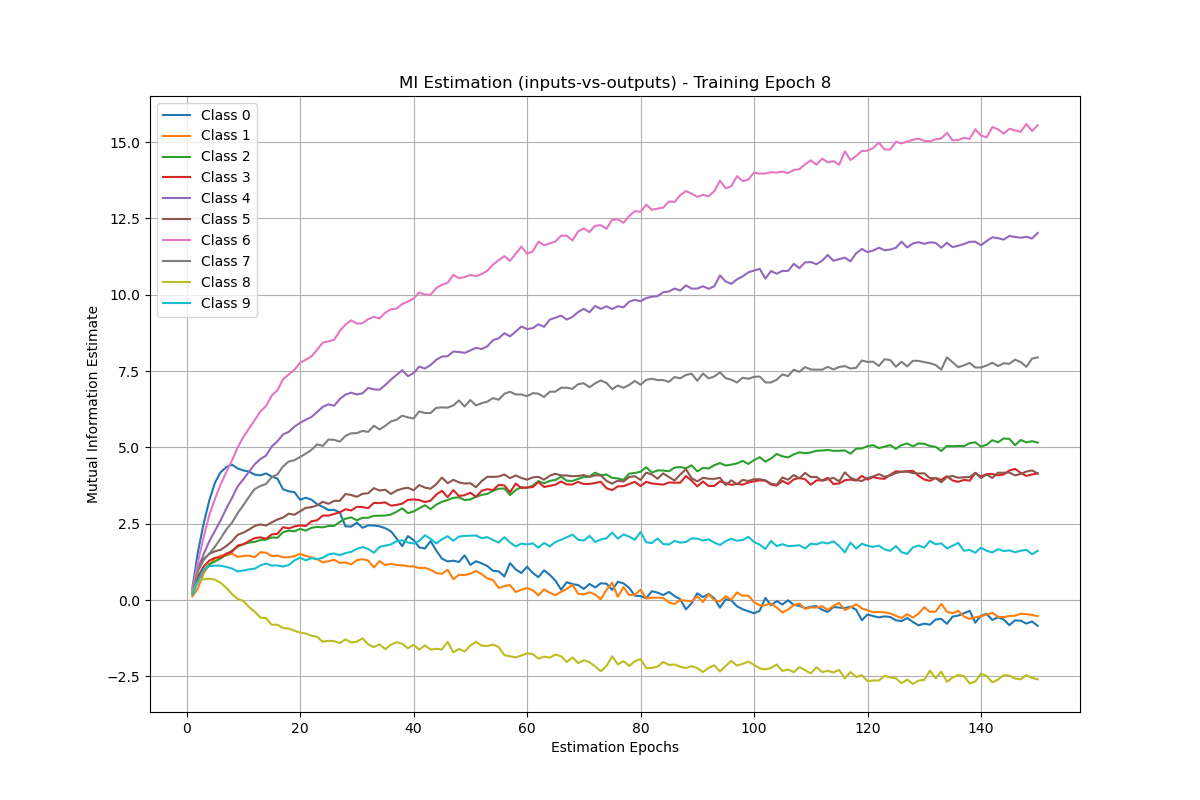 MI Estimation (inputs-vs-outputs) - Training Epoch 8
Class 0
Class 1
Class 2
Class 3
Class 4
Class 5
Class 6
Class 7
Class 8
Class 9
Mutual Information Estimate
15.0
12.5
10.0
7.5
5.0
2.5
0.0
−2.5
0 20 40 60 80 100 120 140
Estimation Epochs